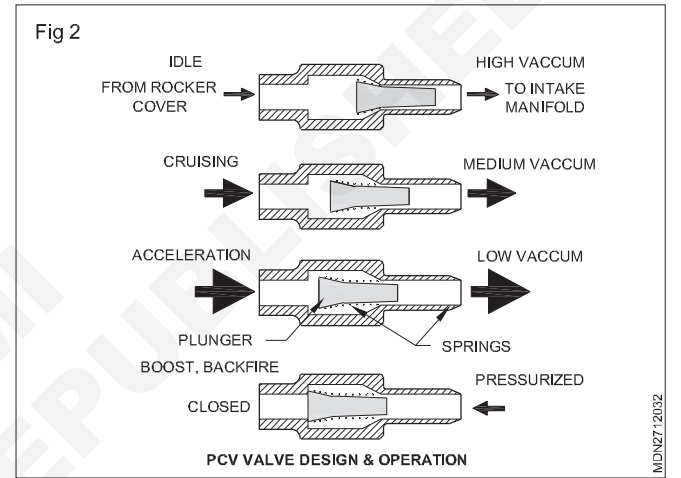 Fig 2
IDLE
HIGH VACCUM
FROM ROCKER
COVER
TO INTAKE
MANIFOLD
CRUISING
MEDIUM VACCUM
ACCELERATION
LOW VACCUM
PLUNGER
SPRINGS
BOOST, BACKFIRE
CLOSED
PRESSURIZED
PCV VALVE DESIGN & OPERATION
MDN2712032